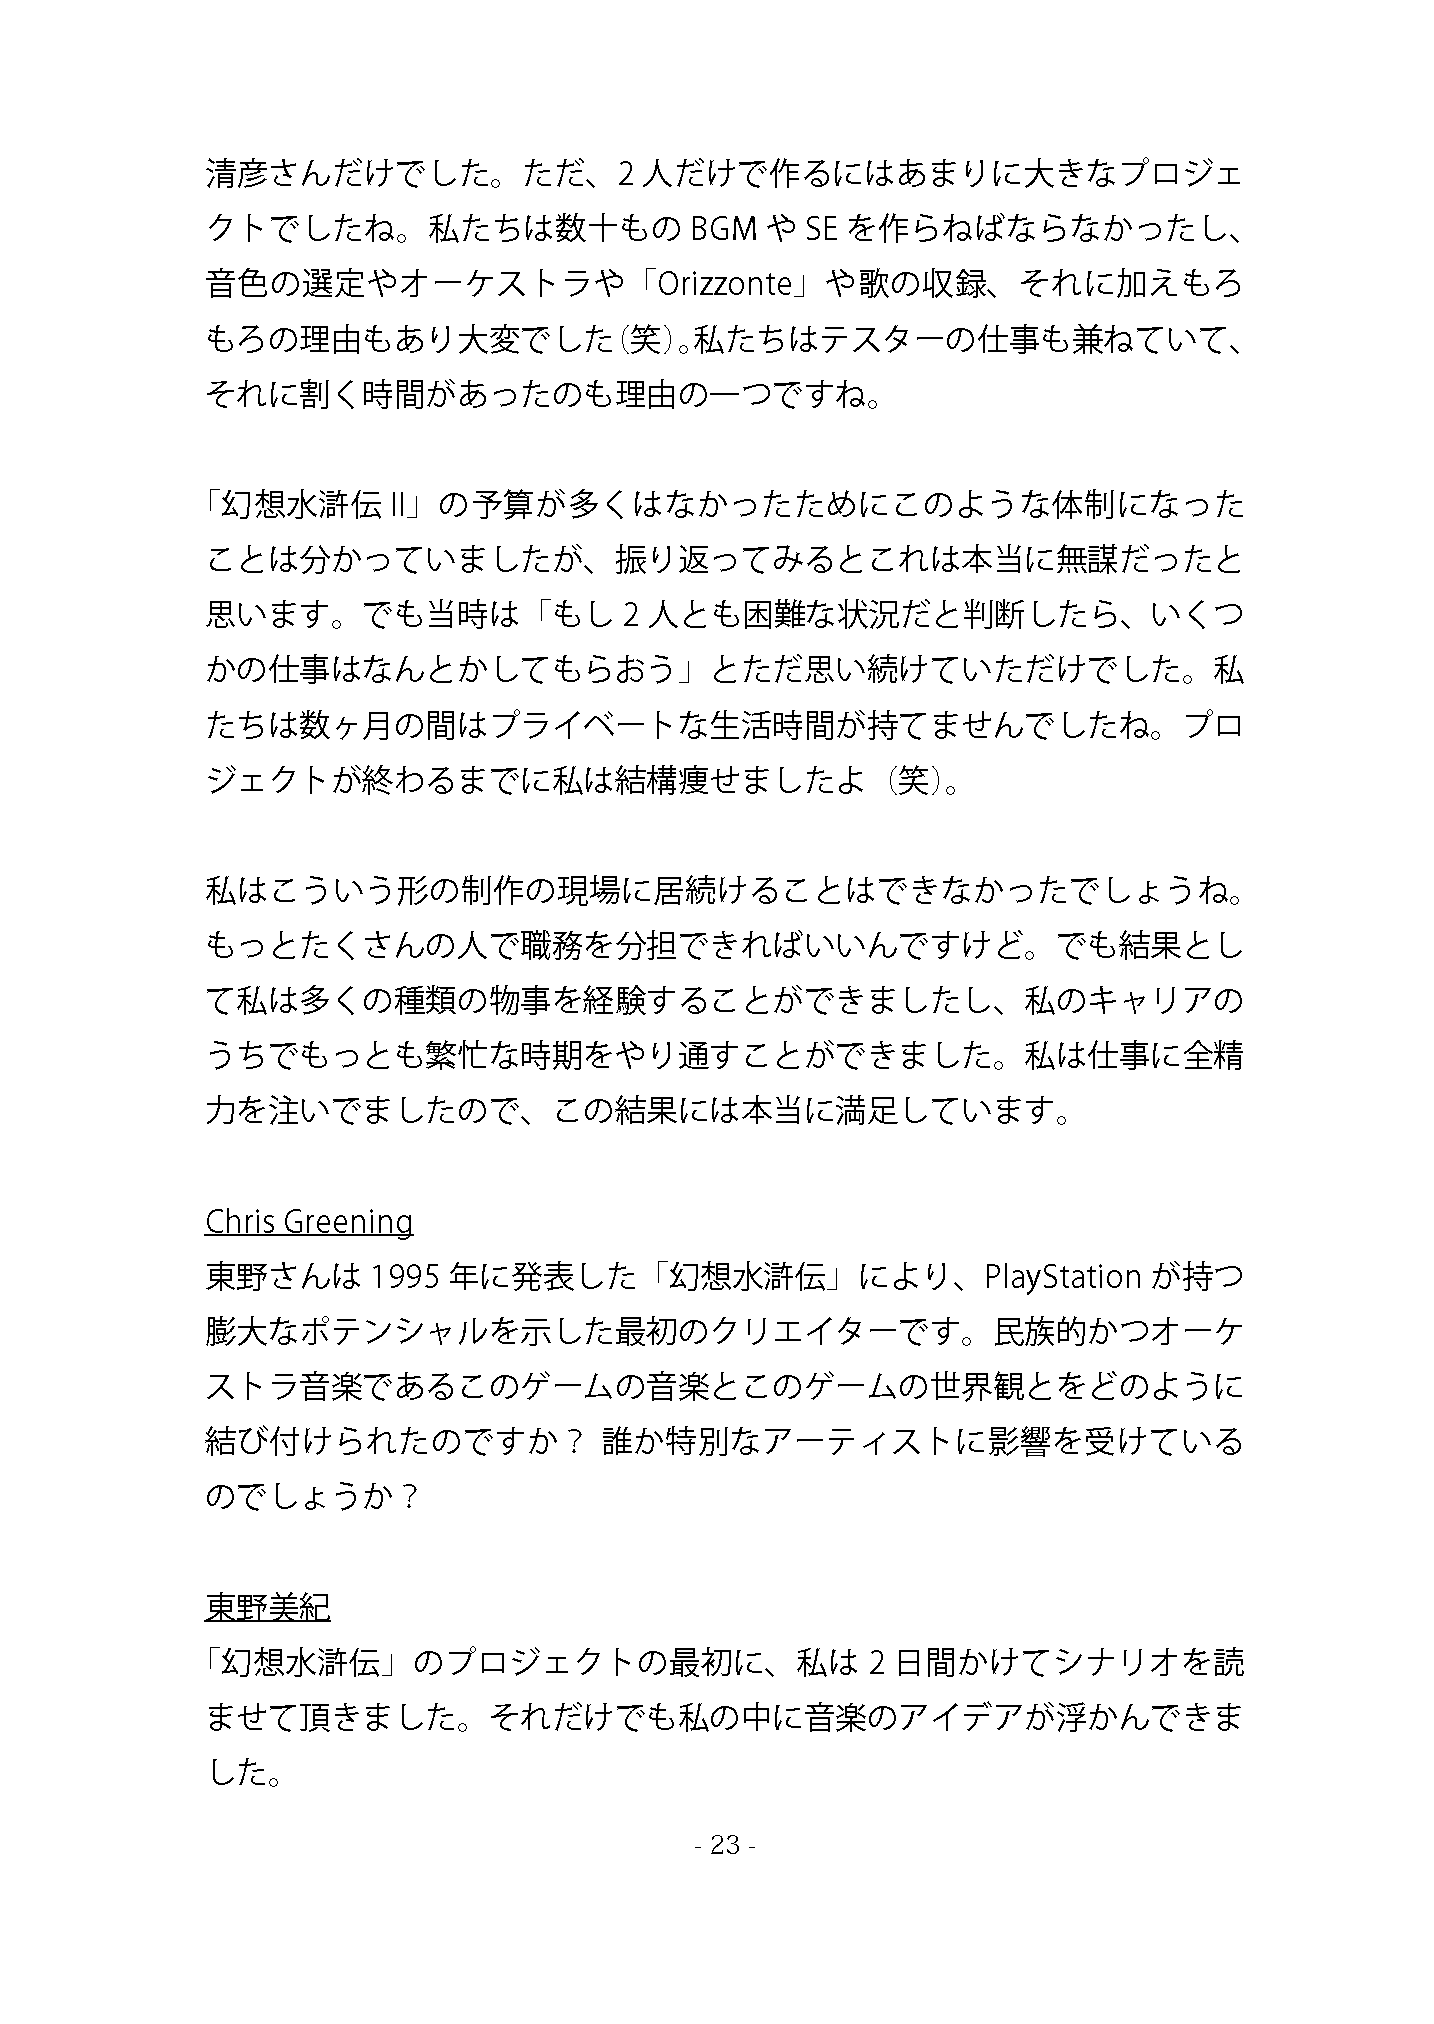 清彦さんだけでした。ただ、2 人だけで作るにはあまりに大きなプロジェ
クトでしたね。私たちは数十もの BGM や SE を作らねばならなかったし、
音色の選定やオーケストラや「Orizzonte」や歌の収録、それに加えもろ
もろの理由もあり大変でした（笑）。私たちはテスターの仕事も兼ねていて、
それに割く時間があったのも理由の一つですね。
「幻想水滸伝 II」の予算が多くはなかったためにこのような体制になった
ことは分かっていましたが、振り返ってみるとこれは本当に無謀だったと
思います。でも当時は「もし 2 人とも困難な状況だと判断したら、いくつ
かの仕事はなんとかしてもらおう」とただ思い続けていただけでした。私
たちは数ヶ月の間はプライベートな生活時間が持てませんでしたね。プロ
ジェクトが終わるまでに私は結構痩せましたよ（笑）。
私はこういう形の制作の現場に居続けることはできなかったでしょうね。
もっとたくさんの人で職務を分担できればいいんですけど。でも結果とし
て私は多くの種類の物事を経験することができましたし、私のキャリアの
うちでもっとも繁忙な時期をやり通すことができました。私は仕事に全精
力を注いでましたので、この結果には本当に満足しています。
Chris Greening
東野さんは 1995 年に発表した「幻想水滸伝」により、PlayStation が持つ
膨大なポテンシャルを示した最初のクリエイターです。民族的かつオーケ
ストラ音楽であるこのゲームの音楽とこのゲームの世界観とをどのように
結び付けられたのですか？ 誰か特別なアーティストに影響を受けている
のでしょうか？
東野美紀
「幻想水滸伝」のプロジェクトの最初に、私は 2 日間かけてシナリオを読
ませて頂きました。それだけでも私の中に音楽のアイデアが浮かんできま
した。
- 23 -